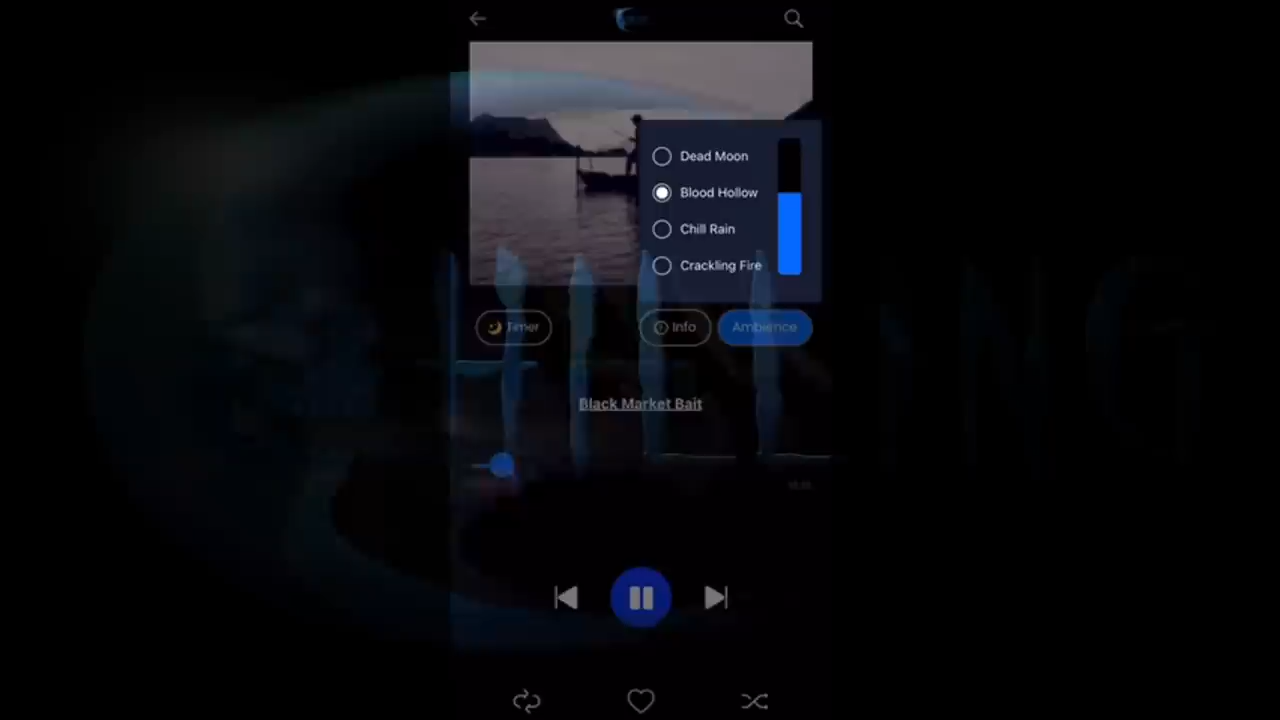 Dead Moon
Blood Hollow
Chill Rain
Crackling Fire
Timer
Info
Ambience
Black Market Bait